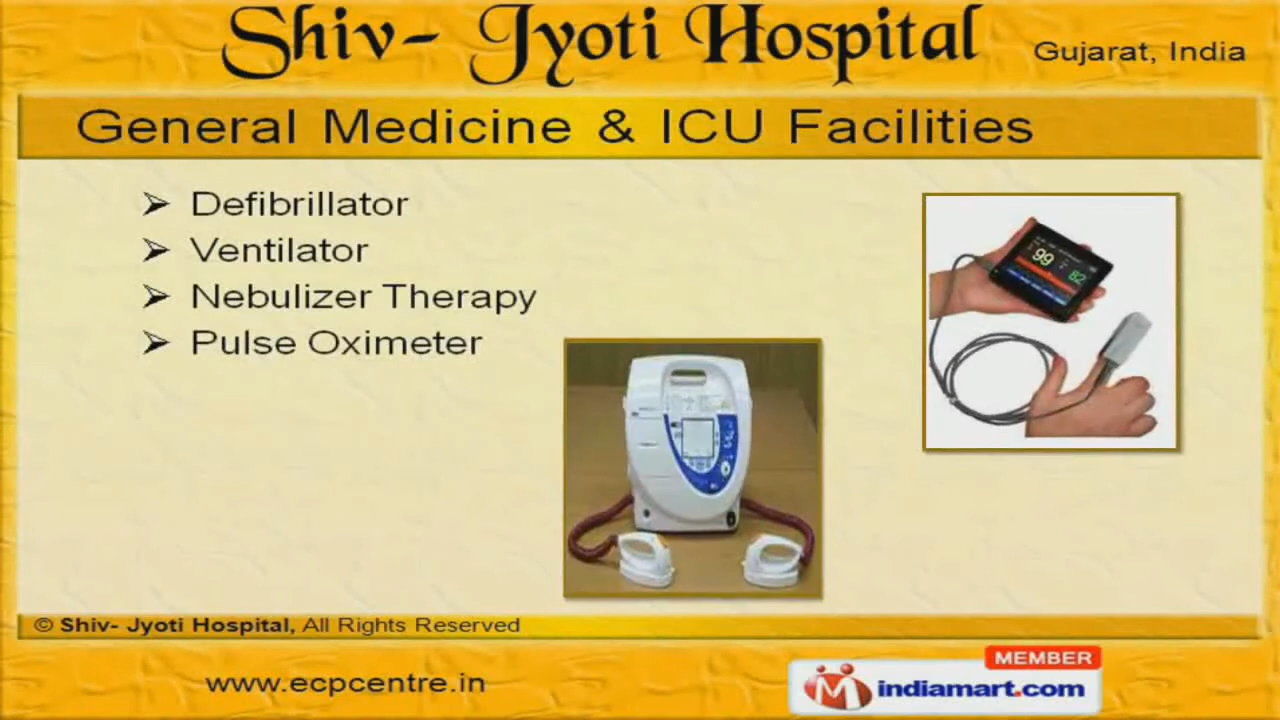 Shiv- Jyoti Hospital
Gujarat, India
General Medicine & ICU Facilities
Defibrillator
Ventilator
Nebulizer Therapy
Pulse Oximeter
99
82
© Shiv- Jyoti Hospital, All Rights Reserved
www.ecpcentre.in
MEMBER
indiamart.com